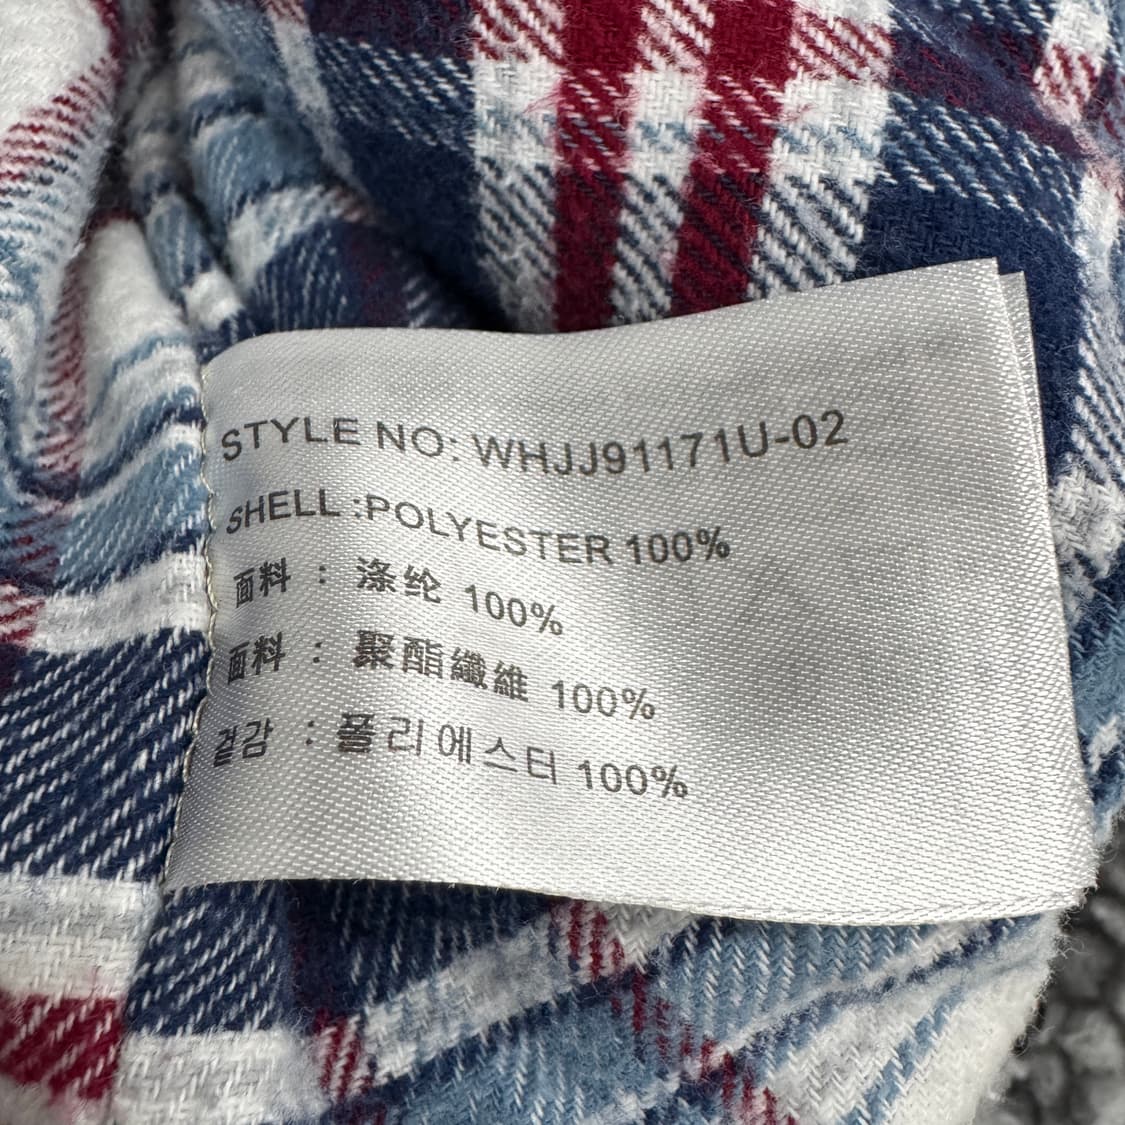 STYLE NO: WHJJ91171U-02
SHELL :POLYESTER 100%
面料 : 涤纶 100%
面料 : 聚酯纖維 100%
겉감 : 폴리에스터 100%